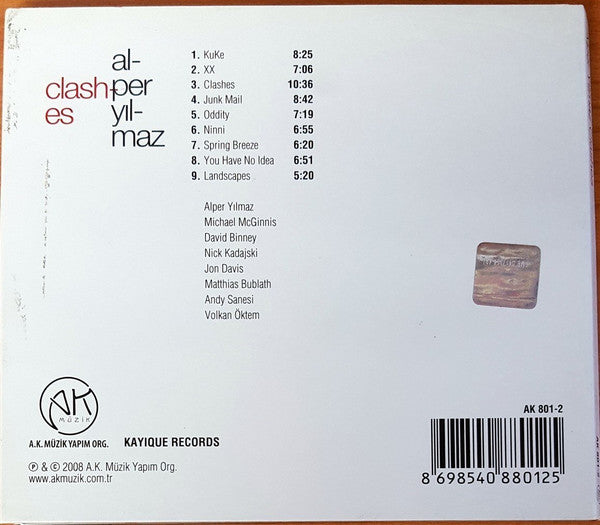 al-
clash-per
es yıl-
maz
1. KuKe 8:25
2. XX 7:06
3. Clashes 10:36
4. Junk Mail 8:42
5. Oddity 7:19
6. Ninni 6:55
7. Spring Breeze 6:20
8. You Have No Idea 6:51
9. Landscapes 5:20
Alper Yılmaz
Michael McGinnis
David Binney
Nick Kadajski
Jon Davis
Matthias Bublath
Andy Sanesi
Volkan Öktem
AK
MÜZİK
A.K. MÜZİK YAPIM ORG. KAYIQUE RECORDS
℗ & © 2008 A.K. Müzik Yapım Org.
www.akmuzik.com.tr
AK 801-2
8 698540 880125